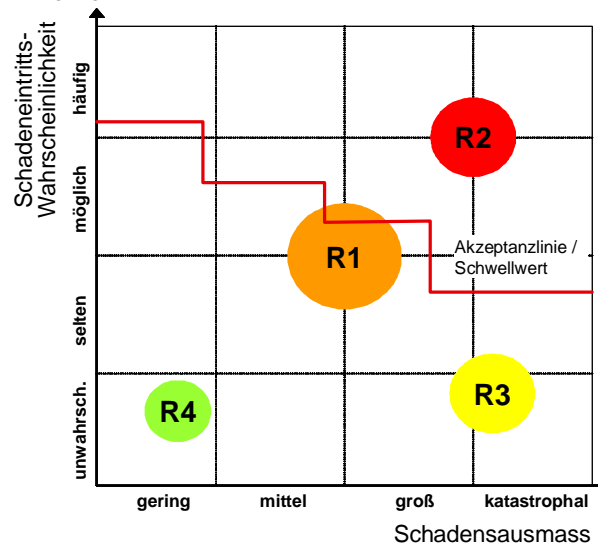 Schadeneintritts-
Wahrscheinlichkeit
häufig
möglich
selten
unwahrsch.
R2
R1
Akzeptanzlinie /
Schwellwert
R3
R4
gering
mittel
groß
katastrophal
Schadensausmass